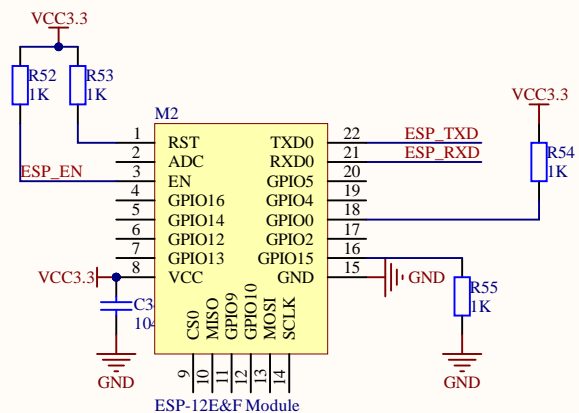 VCC3.3
R52
1K
R53
1K
VCC3.3
M2
R54
1K
1 RST TXD0 22 ESP_TXD
2 ADC RXD0 21 ESP_RXD
ESP_EN 3 EN GPIO5 20
4 GPIO16 GPIO4 19
5 GPIO14 GPIO0 18
6 GPIO12 GPIO2 17
7 GPIO13 GPIO15 16
VCC3.3 8 VCC GND 15 GND
R55
1K
CS0
MISO
GPIO9
GPIO10
MOSI
SCLK
GND
GND
9
10
11
12
13
14
ESP-12E&F Module